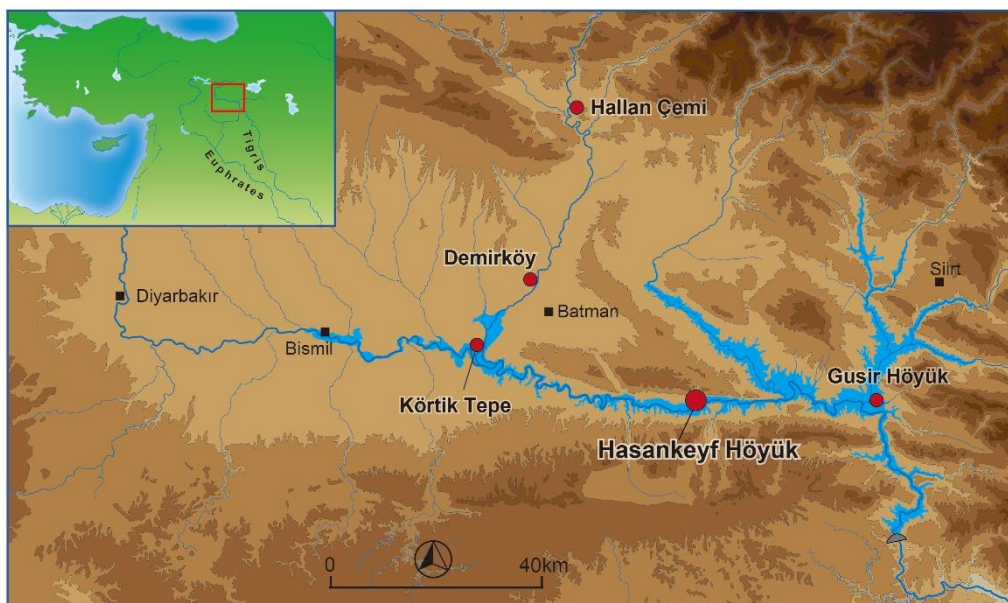 Tigris
Euphrates
Hallan Çemi
Demirköy
Siirt
Diyarbakır
Batman
Bismil
Gusir Höyük
Körtik Tepe
Hasankeyf Höyük
0
40km